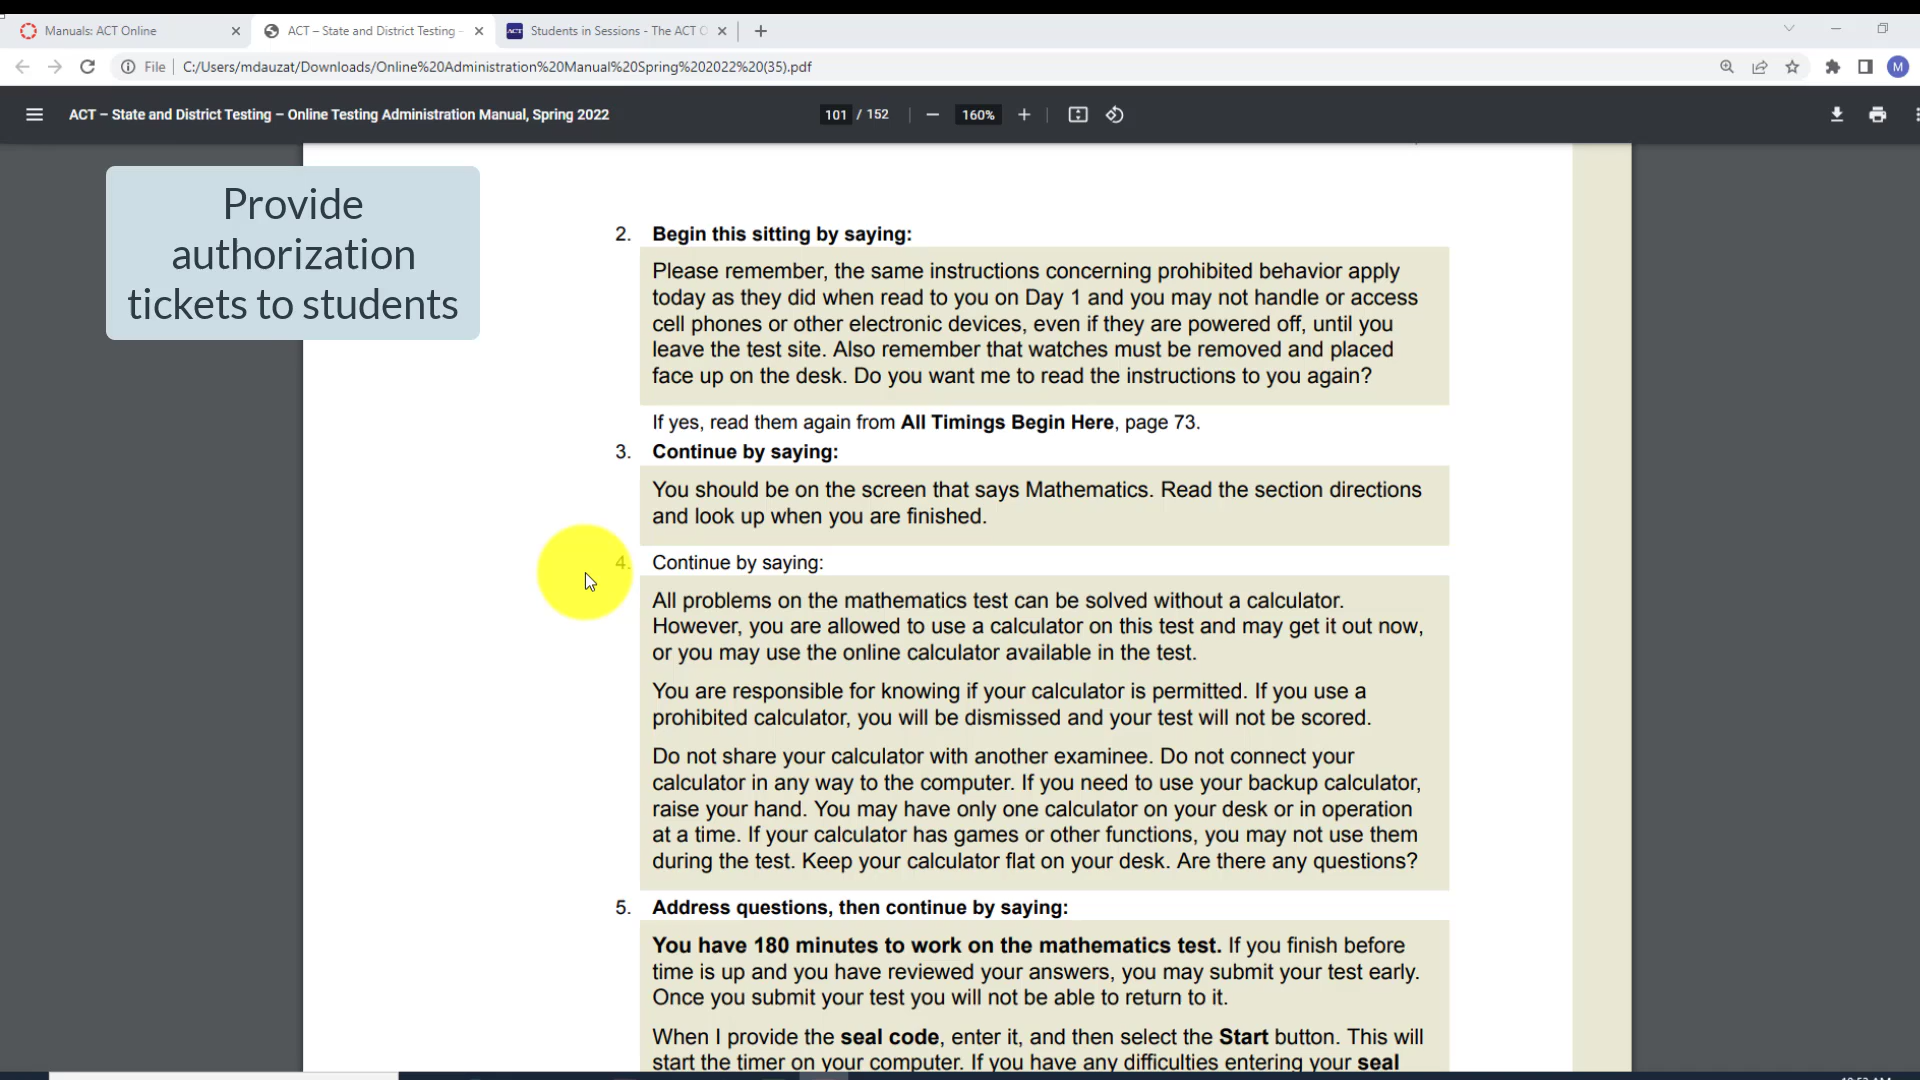 Manuals: ACT Online
ACT – State and District Testing –
ACT
Students in Sessions - The ACT O
File
C:/Users/mdauzat/Downloads/Online%20Administration%20Manual%20Spring%202022%20(35).pdf
M
ACT – State and District Testing – Online Testing Administration Manual, Spring 2022
101 / 152
160%
Provide
authorization
tickets to students
2. Begin this sitting by saying:
Please remember, the same instructions concerning prohibited behavior apply
today as they did when read to you on Day 1 and you may not handle or access
cell phones or other electronic devices, even if they are powered off, until you
leave the test site. Also remember that watches must be removed and placed
face up on the desk. Do you want me to read the instructions to you again?
If yes, read them again from All Timings Begin Here, page 73.
3. Continue by saying:
You should be on the screen that says Mathematics. Read the section directions
and look up when you are finished.
4. Continue by saying:
All problems on the mathematics test can be solved without a calculator.
However, you are allowed to use a calculator on this test and may get it out now,
or you may use the online calculator available in the test.
You are responsible for knowing if your calculator is permitted. If you use a
prohibited calculator, you will be dismissed and your test will not be scored.
Do not share your calculator with another examinee. Do not connect your
calculator in any way to the computer. If you need to use your backup calculator,
raise your hand. You may have only one calculator on your desk or in operation
at a time. If your calculator has games or other functions, you may not use them
during the test. Keep your calculator flat on your desk. Are there any questions?
5. Address questions, then continue by saying:
You have 180 minutes to work on the mathematics test. If you finish before
time is up and you have reviewed your answers, you may submit your test early.
Once you submit your test you will not be able to return to it.
When I provide the seal code, enter it, and then select the Start button. This will
start the timer on your computer. If you have any difficulties entering your seal